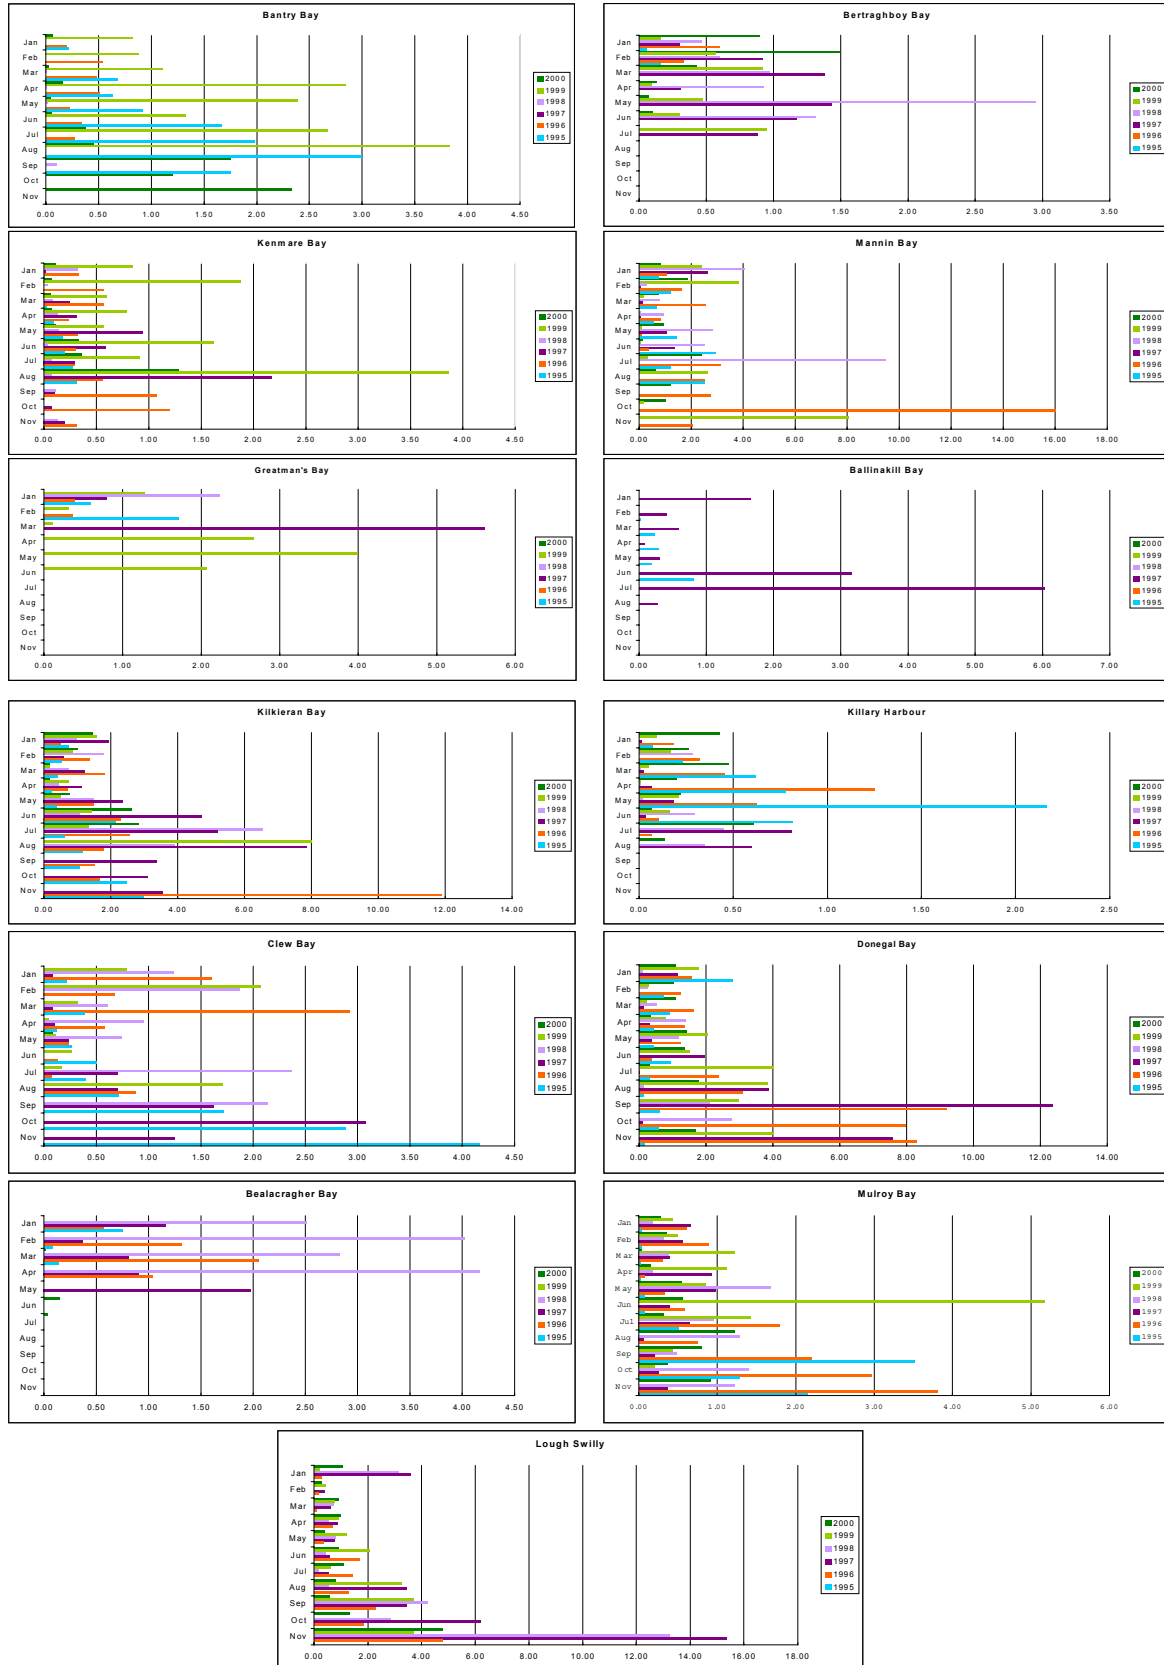 Bantry Bay
Jan
Feb
Mar
Apr
May
Jun
Jul
Aug
Sep
Oct
Nov
0.00 0.50 1.00 1.50 2.00 2.50 3.00 3.50 4.00 4.50
2000
1999
1998
1997
1996
1995
Bertraghboy Bay
Jan
Feb
Mar
Apr
May
Jun
Jul
Aug
Sep
Oct
Nov
0.00 0.50 1.00 1.50 2.00 2.50 3.00 3.50
2000
1999
1998
1997
1996
1995
Kenmare Bay
Jan
Feb
Mar
Apr
May
Jun
Jul
Aug
Sep
Oct
Nov
0.00 0.50 1.00 1.50 2.00 2.50 3.00 3.50 4.00 4.50
2000
1999
1998
1997
1996
1995
Mannin Bay
Jan
Feb
Mar
Apr
May
Jun
Jul
Aug
Sep
Oct
Nov
0.00 2.00 4.00 6.00 8.00 10.00 12.00 14.00 16.00 18.00
2000
1999
1998
1997
1996
1995
Greatman's Bay
Jan
Feb
Mar
Apr
May
Jun
Jul
Aug
Sep
Oct
Nov
0.00 1.00 2.00 3.00 4.00 5.00 6.00
2000
1999
1998
1997
1996
1995
Ballinakill Bay
Jan
Feb
Mar
Apr
May
Jun
Jul
Aug
Sep
Oct
Nov
0.00 1.00 2.00 3.00 4.00 5.00 6.00 7.00
2000
1999
1998
1997
1996
1995
Kilkieran Bay
Jan
Feb
Mar
Apr
May
Jun
Jul
Aug
Sep
Oct
Nov
0.00 2.00 4.00 6.00 8.00 10.00 12.00 14.00
2000
1999
1998
1997
1996
1995
Killary Harbour
Jan
Feb
Mar
Apr
May
Jun
Jul
Aug
Sep
Oct
Nov
0.00 0.50 1.00 1.50 2.00 2.50
2000
1999
1998
1997
1996
1995
Clew Bay
Jan
Feb
Mar
Apr
May
Jun
Jul
Aug
Sep
Oct
Nov
0.00 0.50 1.00 1.50 2.00 2.50 3.00 3.50 4.00 4.50
2000
1999
1998
1997
1996
1995
Donegal Bay
Jan
Feb
Mar
Apr
May
Jun
Jul
Aug
Sep
Oct
Nov
0.00 2.00 4.00 6.00 8.00 10.00 12.00 14.00
2000
1999
1998
1997
1996
1995
Bealacragher Bay
Jan
Feb
Mar
Apr
May
Jun
Jul
Aug
Sep
Oct
Nov
0.00 0.50 1.00 1.50 2.00 2.50 3.00 3.50 4.00 4.50
2000
1999
1998
1997
1996
1995
Mulroy Bay
Jan
Feb
Mar
Apr
May
Jun
Jul
Aug
Sep
Oct
Nov
0.00 1.00 2.00 3.00 4.00 5.00 6.00
2000
1999
1998
1997
1996
1995
Lough Swilly
Jan
Feb
Mar
Apr
May
Jun
Jul
Aug
Sep
Oct
Nov
0.00 2.00 4.00 6.00 8.00 10.00 12.00 14.00 16.00 18.00
2000
1999
1998
1997
1996
1995